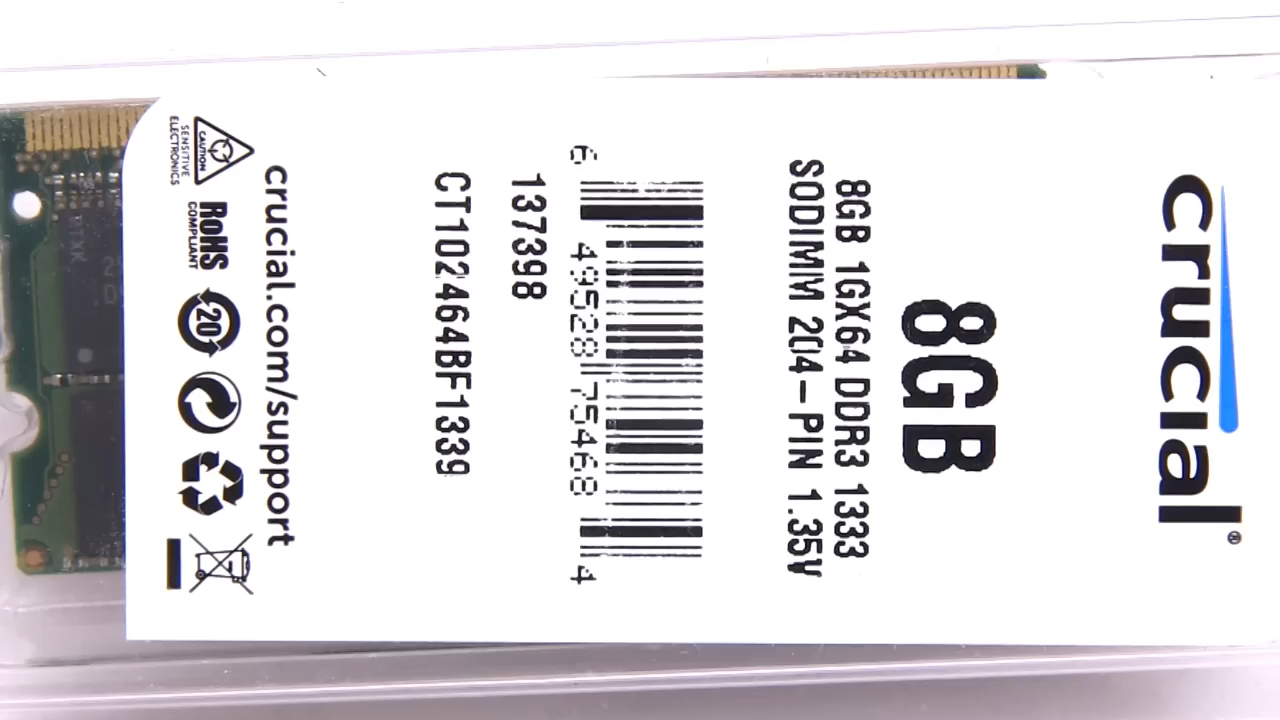 crucial®
8GB
8GB 1GX64 DDR3 1333
SODIMM 204-PIN 1.35V
6 49528 75468 4
137398
CT102464BF1339
crucial.com/support
CAUTION
SENSITIVE
ELECTRONICS
RoHS
COMPLIANT
20